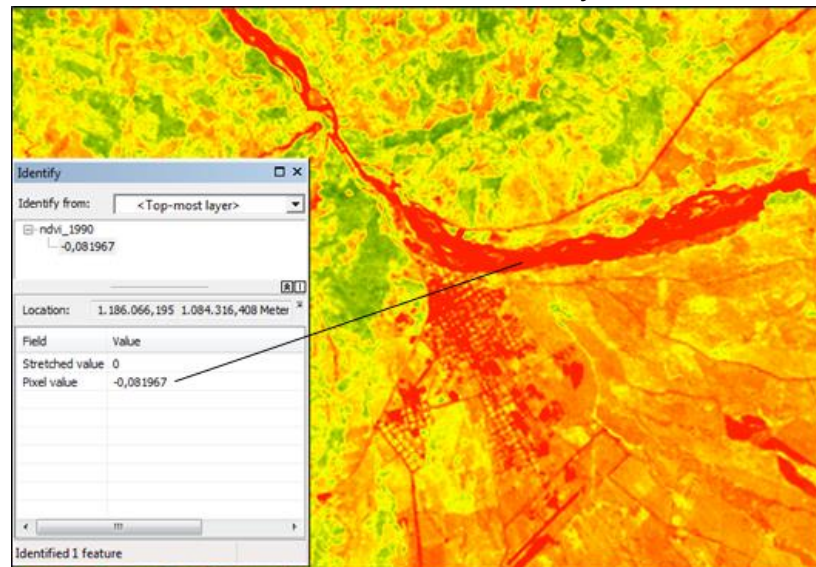 Identify
Identify from: <Top-most layer>
ndvi_1990
-0,081967
Location: 1.186.066,195 1.084.316,408 Meter
Field Value
Stretched value 0
Pixel value -0,081967
Identified 1 feature